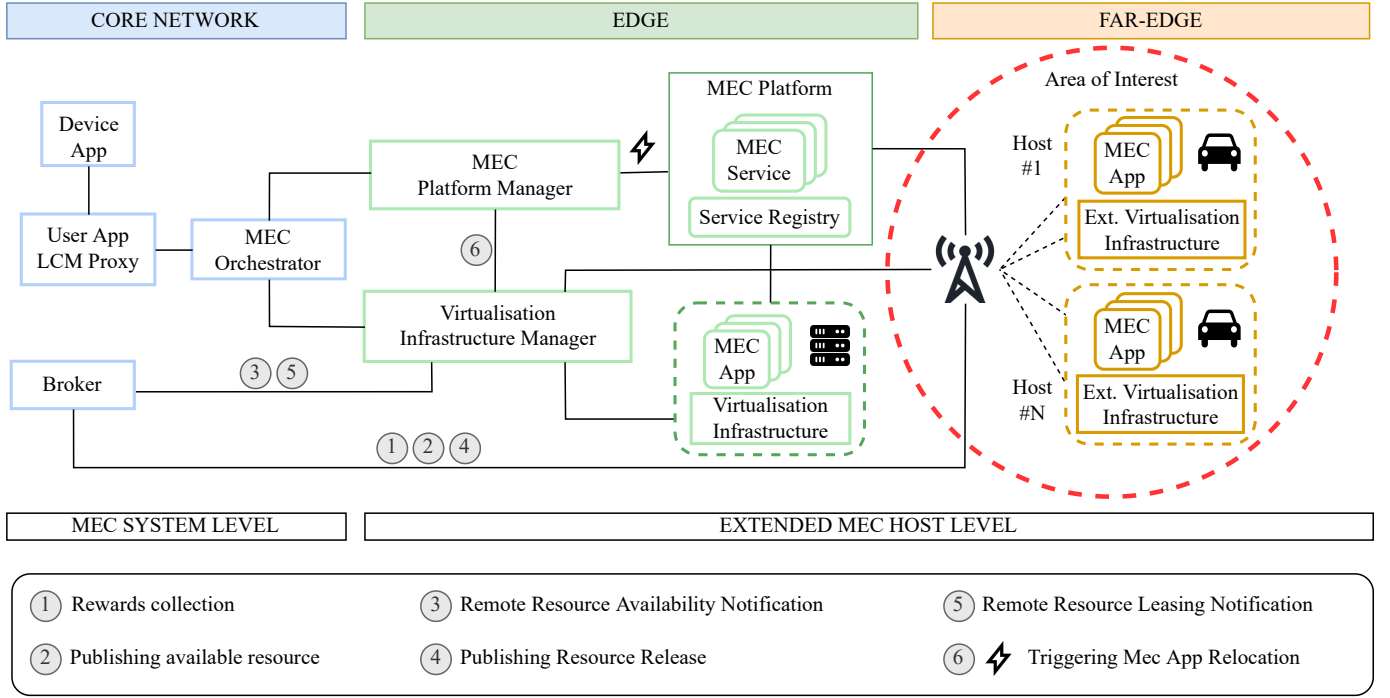 CORE NETWORK
EDGE
FAR-EDGE
Device
App
User App
LCM Proxy
MEC
Orchestrator
Broker
MEC
Platform Manager
6
Virtualisation
Infrastructure Manager
3 5
1 2 4
MEC Platform
MEC
Service
Service Registry
MEC
App
Virtualisation
Infrastructure
Area of Interest
Host
#1
MEC
App
Ext. Virtualisation
Infrastructure
MEC
App
Host
#N
Ext. Virtualisation
Infrastructure
MEC SYSTEM LEVEL
EXTENDED MEC HOST LEVEL
1 Rewards collection
3 Remote Resource Availability Notification
5 Remote Resource Leasing Notification
2 Publishing available resource
4 Publishing Resource Release
6 Triggering Mec App Relocation